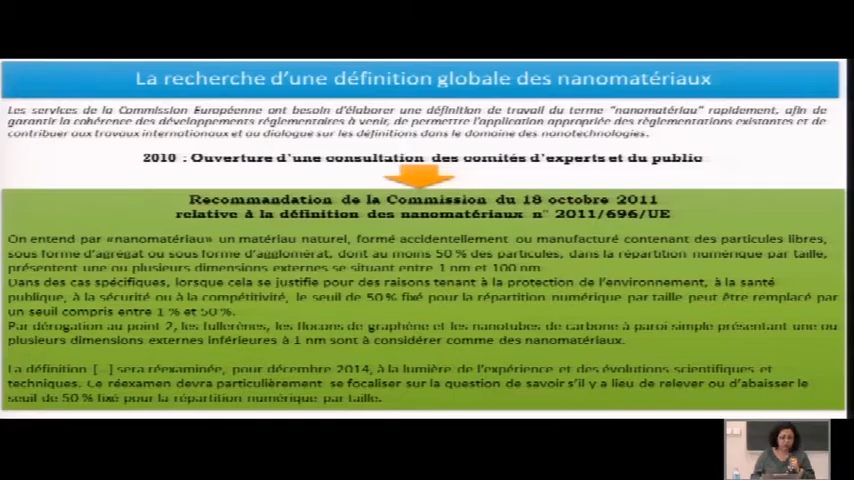 La recherche d'une définition globale des nanomatériaux
Les services de la Commission Européenne ont besoin d'élaborer une définition de travail du terme "nanomatériau" rapidement, afin de
garantir la cohérence des développements réglementaires à venir, de permettre l'application appropriée des réglementations existantes et de
contribuer aux travaux internationaux et au dialogue sur les définitions dans le domaine des nanotechnologies.
2010 : Ouverture d'une consultation des comités d'experts et du public
Recommandation de la Commission du 18 octobre 2011
relative à la définition des nanomatériaux n° 2011/696/UE
On entend par «nanomatériau» un matériau naturel, formé accidentellement ou manufacturé contenant des particules libres,
sous forme d'agrégat ou sous forme d'agglomérat, dont au moins 50 % des particules, dans la répartition numérique par taille,
présentent une ou plusieurs dimensions externes se situant entre 1 nm et 100 nm
Dans des cas spécifiques, lorsque cela se justifie pour des raisons tenant à la protection de l'environnement, à la santé
publique, à la sécurité ou à la compétitivité, le seuil de 50 % fixé pour la répartition numérique par taille peut être remplacé par
un seuil compris entre 1 % et 50 %.
Par dérogation au point 2, les fullerènes, les flocons de graphène et les nanotubes de carbone à paroi simple présentant une ou
plusieurs dimensions externes inférieures à 1 nm sont à considérer comme des nanomatériaux.
La définition [...] sera réexaminée, pour décembre 2014, à la lumière de l'expérience et des évolutions scientifiques et
techniques. Ce réexamen devra particulièrement se focaliser sur la question de savoir s'il y a lieu de relever ou d'abaisser le
seuil de 50 % fixé pour la répartition numérique par taille.